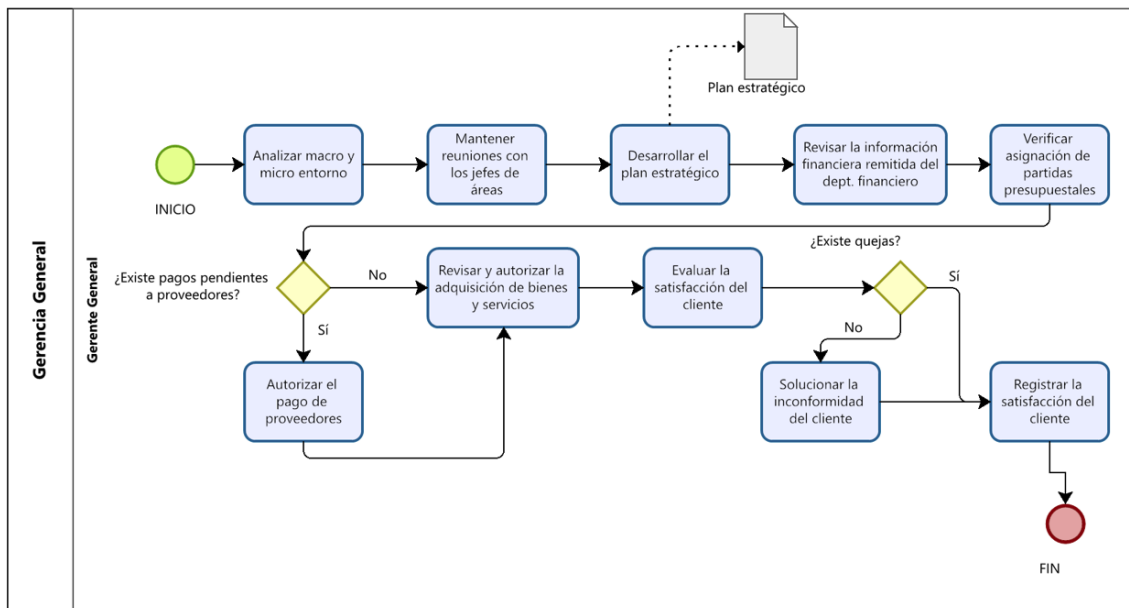 Gerencia General
Gerente General
Plan estratégico
INICIO
Analizar macro y
micro entorno
Mantener
reuniones con
los jefes de
áreas
Desarrollar el
plan estratégico
Revisar la información
financiera remitida del
dept. financiero
Verificar
asignación de
partidas
presupuestales
¿Existe pagos pendientes
a proveedores?
No
Sí
Revisar y autorizar la
adquisición de bienes
y servicios
Evaluar la
satisfacción del
cliente
¿Existe quejas?
Sí
No
Autorizar el
pago de
proveedores
Solucionar la
inconformidad
del cliente
Registrar la
satisfacción del
cliente
FIN